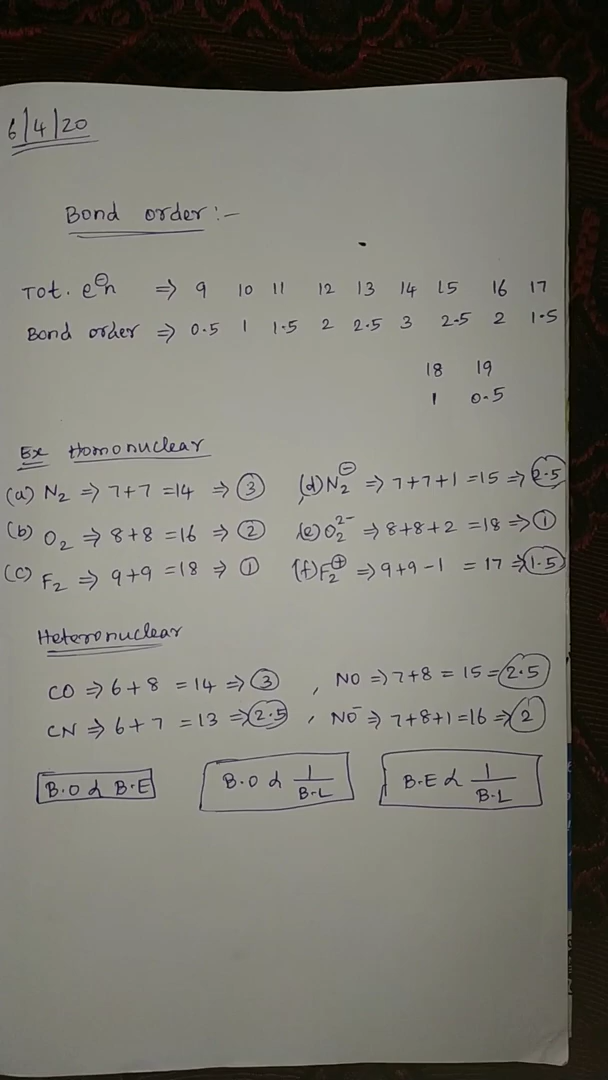 6/4/20
Bond order :-
Tot. e⊖n ⇒ 9 10 11 12 13 14 15 16 17
Bond order ⇒ 0.5 1 1.5 2 2.5 3 2.5 2 1.5
18 19
1 0.5
Ex Homonuclear
(a) N₂ ⇒ 7+7 = 14 ⇒ ③ (d) N₂⊖ ⇒ 7+7+1 = 15 ⇒ 2.5
(b) O₂ ⇒ 8+8 = 16 ⇒ ② (e) O₂²⁻ ⇒ 8+8+2 = 18 ⇒ ①
(c) F₂ ⇒ 9+9 = 18 ⇒ ① (f) F₂⊕ ⇒ 9+9-1 = 17 ⇒ 1.5
Heteronuclear
CO ⇒ 6+8 = 14 ⇒ ③ , NO ⇒ 7+8 = 15 = 2.5
CN ⇒ 6+7 = 13 ⇒ 2.5 , NO⁻ ⇒ 7+8+1 = 16 ⇒ 2
B.O α B.E B.O α 1/B.L B.E α 1/B.L